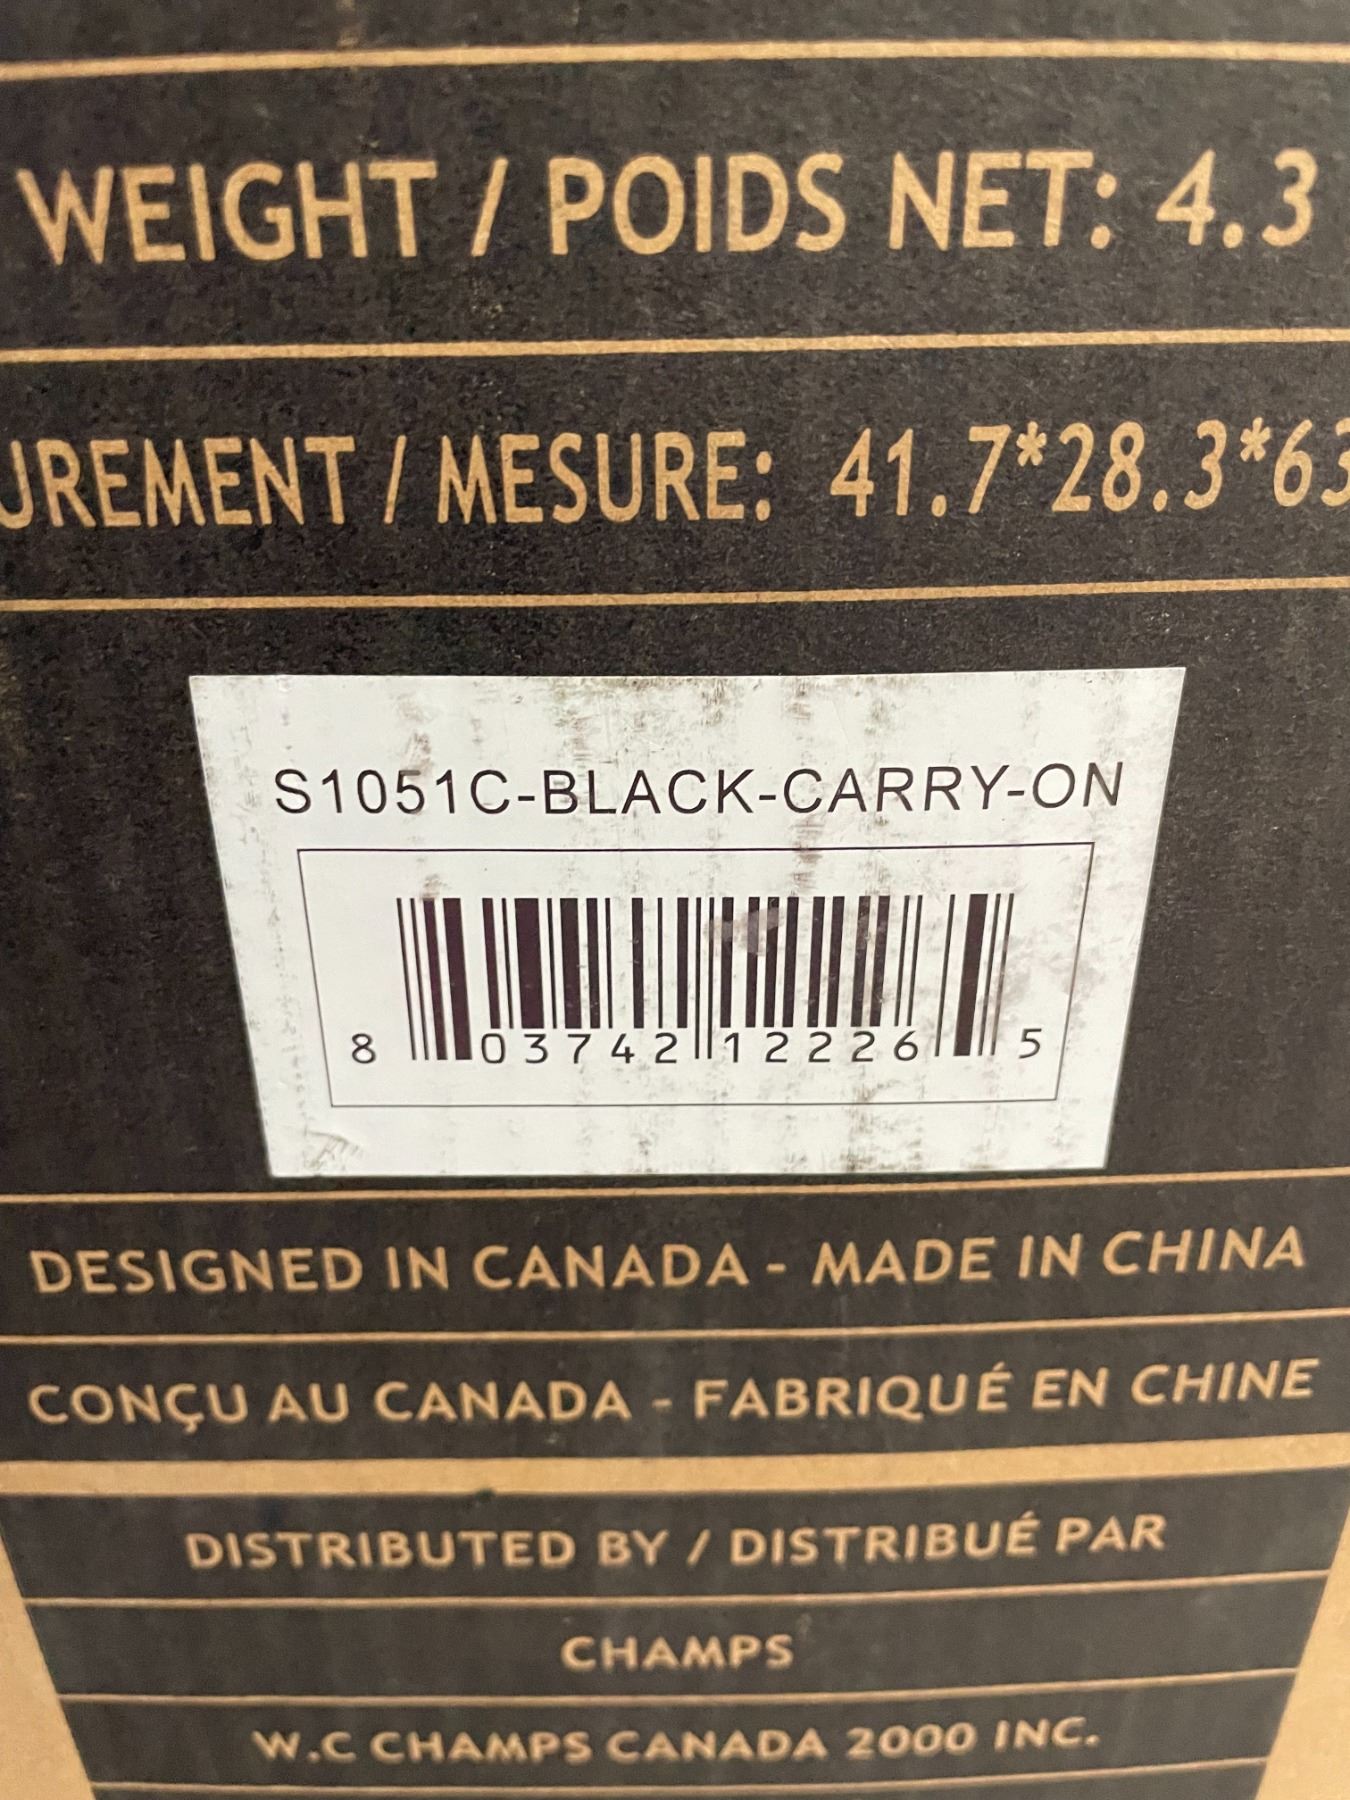 WEIGHT / POIDS NET: 4.3
UREMENT / MESURE: 41.7*28.3*63
S1051C-BLACK-CARRY-ON
8 03742 12226 5
DESIGNED IN CANADA - MADE IN CHINA
CONÇU AU CANADA - FABRIQUÉ EN CHINE
DISTRIBUTED BY / DISTRIBUÉ PAR
CHAMPS
W.C CHAMPS CANADA 2000 INC.